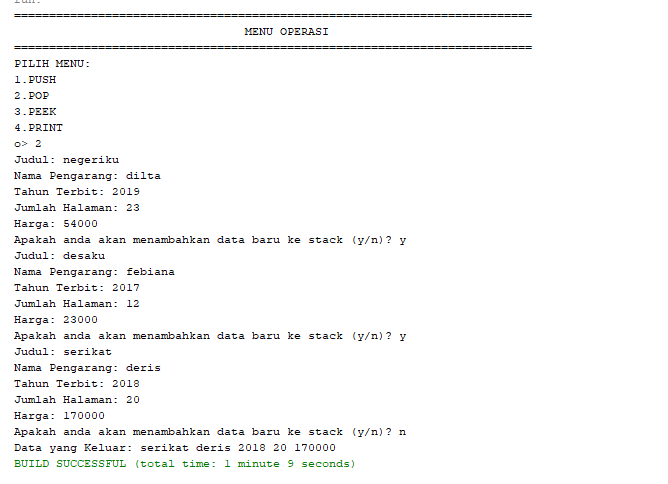 run:
==========================================================================
MENU OPERASI
==========================================================================
PILIH MENU:
1.PUSH
2.POP
3.PEEK
4.PRINT
o> 2
Judul: negeriku
Nama Pengarang: dilta
Tahun Terbit: 2019
Jumlah Halaman: 23
Harga: 54000
Apakah anda akan menambahkan data baru ke stack (y/n)? y
Judul: desaku
Nama Pengarang: febiana
Tahun Terbit: 2017
Jumlah Halaman: 12
Harga: 23000
Apakah anda akan menambahkan data baru ke stack (y/n)? y
Judul: serikat
Nama Pengarang: deris
Tahun Terbit: 2018
Jumlah Halaman: 20
Harga: 170000
Apakah anda akan menambahkan data baru ke stack (y/n)? n
Data yang Keluar: serikat deris 2018 20 170000
BUILD SUCCESSFUL (total time: 1 minute 9 seconds)